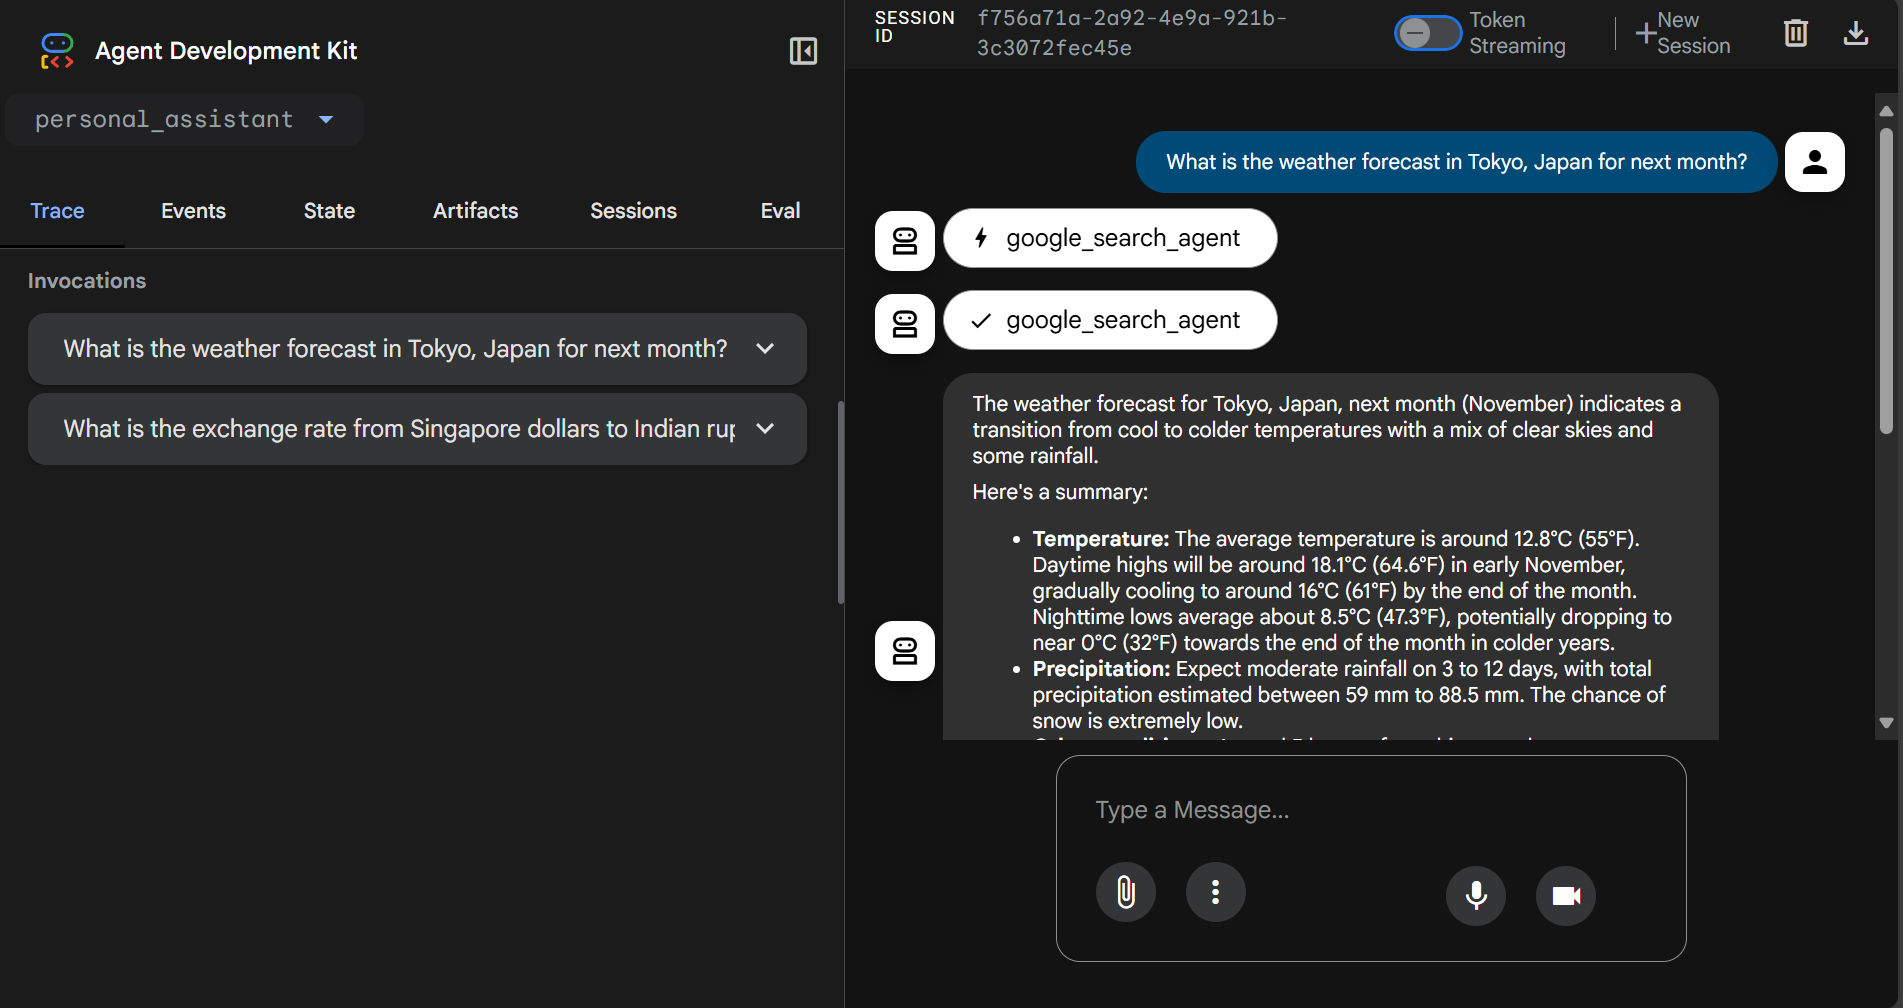 Agent Development Kit
personal_assistant
Trace Events State Artifacts Sessions Eval
Invocations
What is the weather forecast in Tokyo, Japan for next month?
What is the exchange rate from Singapore dollars to Indian rup
SESSION
ID
f756a71a-2a92-4e9a-921b-
3c3072fec45e
Token
Streaming
New
Session
What is the weather forecast in Tokyo, Japan for next month?
google_search_agent
google_search_agent
The weather forecast for Tokyo, Japan, next month (November) indicates a
transition from cool to colder temperatures with a mix of clear skies and
some rainfall.
Here's a summary:
• Temperature: The average temperature is around 12.8°C (55°F).
Daytime highs will be around 18.1°C (64.6°F) in early November,
gradually cooling to around 16°C (61°F) by the end of the month.
Nighttime lows average about 8.5°C (47.3°F), potentially dropping to
near 0°C (32°F) towards the end of the month in colder years.
• Precipitation: Expect moderate rainfall on 3 to 12 days, with total
precipitation estimated between 59 mm to 88.5 mm. The chance of
snow is extremely low.
Type a Message...